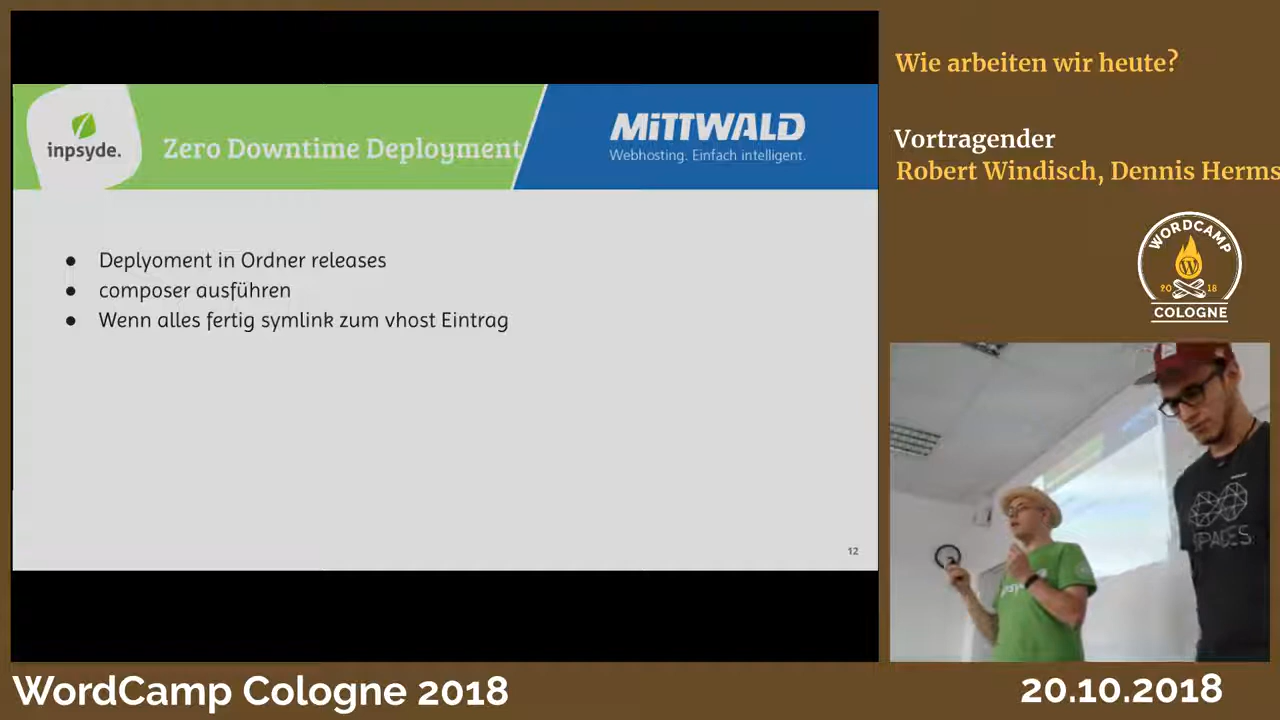 inpsyde.
Zero Downtime Deployment
MITTWALD
Webhosting. Einfach intelligent.
Deplyoment in Ordner releases
composer ausführen
Wenn alles fertig symlink zum vhost Eintrag
12
Wie arbeiten wir heute?
Vortragender
Robert Windisch, Dennis Herms
WORDCAMP
2018
COLOGNE
SPACES
WordCamp Cologne 2018
20.10.2018